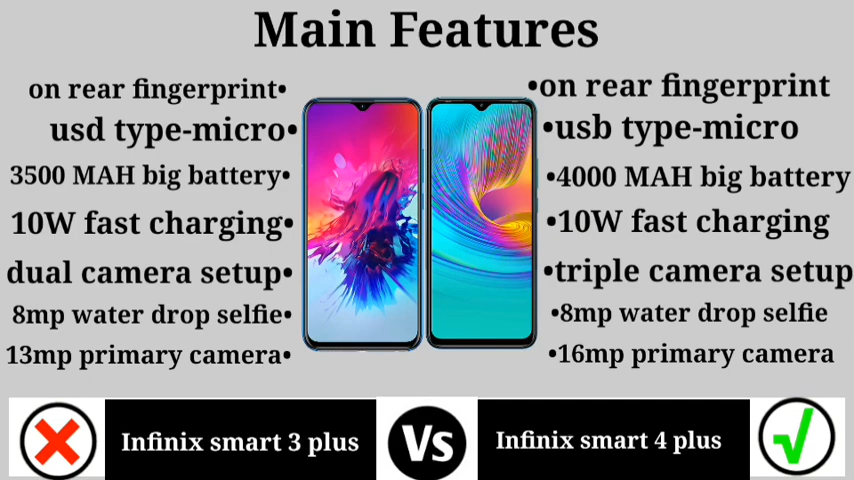 Main Features
on rear fingerprint•
usd type-micro•
3500 MAH big battery•
10W fast charging•
dual camera setup•
8mp water drop selfie•
13mp primary camera•
•on rear fingerprint
•usb type-micro
•4000 MAH big battery
•10W fast charging
•triple camera setup
•8mp water drop selfie
•16mp primary camera
Infinix smart 3 plus
Vs
Infinix smart 4 plus